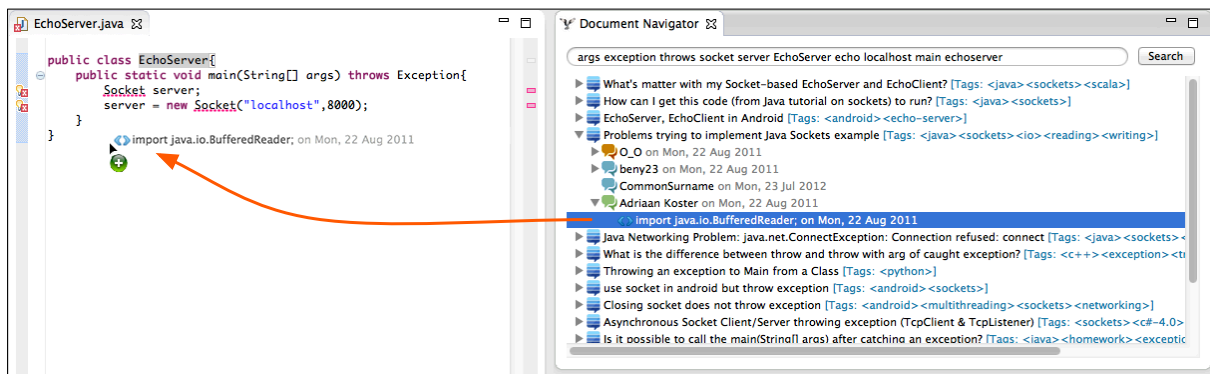 EchoServer.java
public class EchoServer{
public static void main(String[] args) throws Exception{
Socket server;
server = new Socket("localhost",8000);
}
}
import java.io.BufferedReader; on Mon, 22 Aug 2011
Document Navigator
args exception throws socket server EchoServer echo localhost main echoserver
Search
What's matter with my Socket-based EchoServer and EchoClient? [Tags: <java><sockets><scala>]
How can I get this code (from Java tutorial on sockets) to run? [Tags: <java><sockets>]
EchoServer, EchoClient in Android [Tags: <android><echo-server>]
Problems trying to implement Java Sockets example [Tags: <java><sockets><io><reading><writing>]
O_O on Mon, 22 Aug 2011
beny23 on Mon, 22 Aug 2011
CommonSurname on Mon, 23 Jul 2012
Adriaan Koster on Mon, 22 Aug 2011
import java.io.BufferedReader; on Mon, 22 Aug 2011
Java Networking Problem: java.net.ConnectException: Connection refused: connect [Tags: <java><sockets><
What is the difference between throw and throw with arg of caught exception? [Tags: <c++><exception><t
Throwing an exception to Main from a Class [Tags: <python>]
use socket in android but throw exception [Tags: <android><sockets>]
Closing socket does not throw exception [Tags: <android><multithreading><sockets><networking>]
Asynchronous Socket Client/Server throwing exception (TcpClient & TcpListener) [Tags: <sockets><c#-4.0>
Is it possible to call the main(String[] args) after catching an exception? [Tags: <java><homework><exceptio